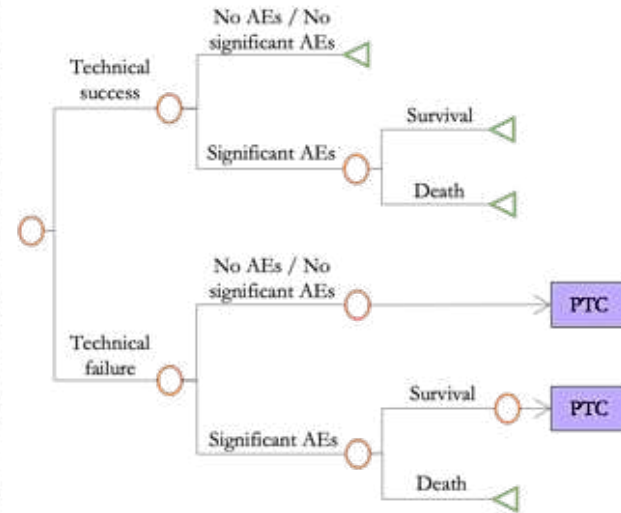 No AEs / No
significant AEs
Technical
success
Survival
Significant AEs
Death
No AEs / No
significant AEs
PTC
Technical
failure
Survival
PTC
Significant AEs
Death